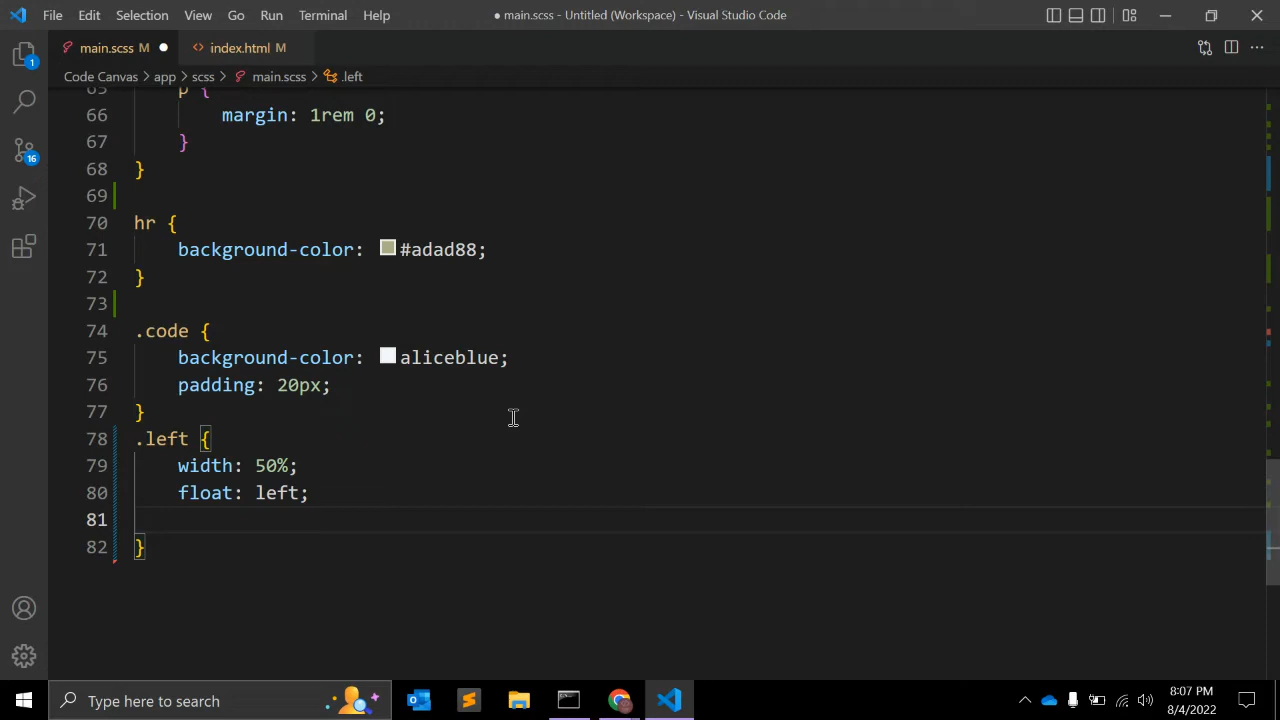 File Edit Selection View Go Run Terminal Help
● main.scss - Untitled (Workspace) - Visual Studio Code
main.scss M ●
index.html M
Code Canvas > app > scss > main.scss > .left
1
16
65 p {
66 margin: 1rem 0;
67 }
68 }
69
70 hr {
71 background-color: #adad88;
72 }
73
74 .code {
75 background-color: aliceblue;
76 padding: 20px;
77 }
78 .left {
79 width: 50%;
80 float: left;
81
82 }
Type here to search
8:07 PM
8/4/2022